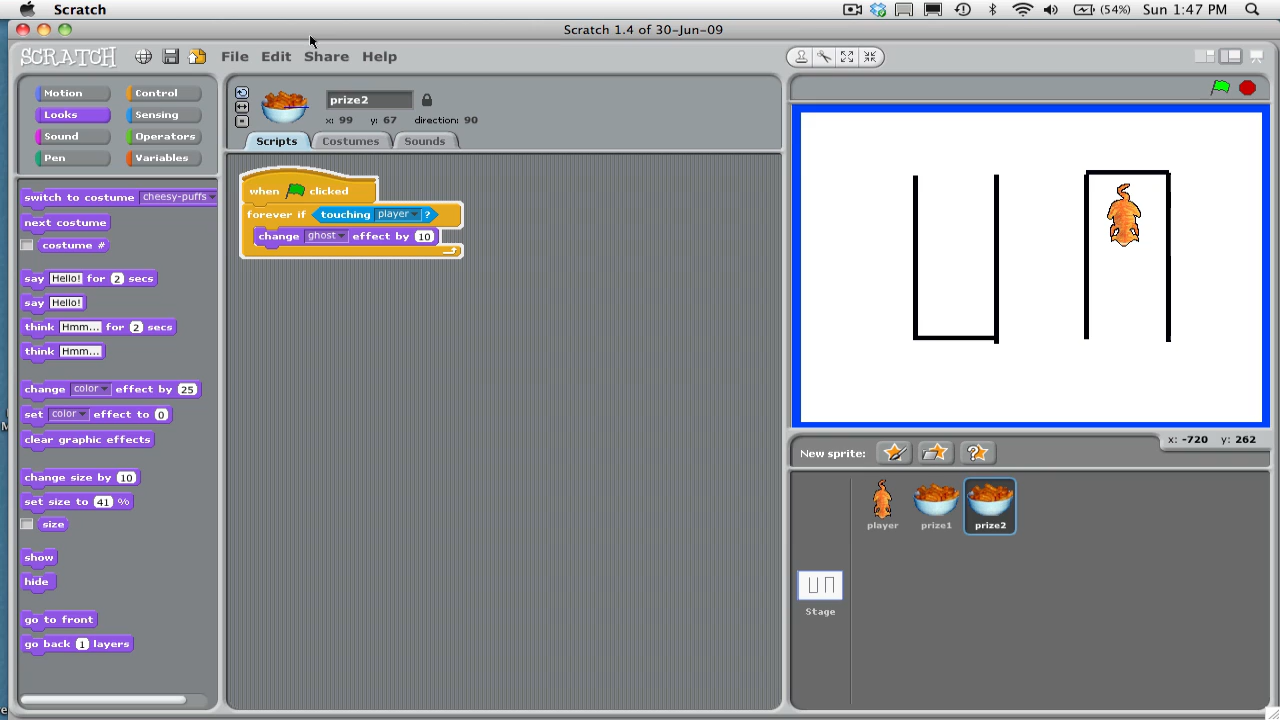 Scratch
(54%) Sun 1:47 PM
Scratch 1.4 of 30-Jun-09
SCRATCH File Edit Share Help
Motion Control
Looks Sensing
Sound Operators
Pen Variables
switch to costume cheesy-puffs
next costume
costume #
say Hello! for 2 secs
say Hello!
think Hmm... for 2 secs
think Hmm...
change color effect by 25
set color effect to 0
clear graphic effects
change size by 10
set size to 41 %
size
show
hide
go to front
go back 1 layers
prize2
x: 99 y: 67 direction: 90
Scripts Costumes Sounds
when clicked
forever if touching player ?
change ghost effect by 10
x: -720 y: 262
New sprite:
player prize1 prize2
Stage